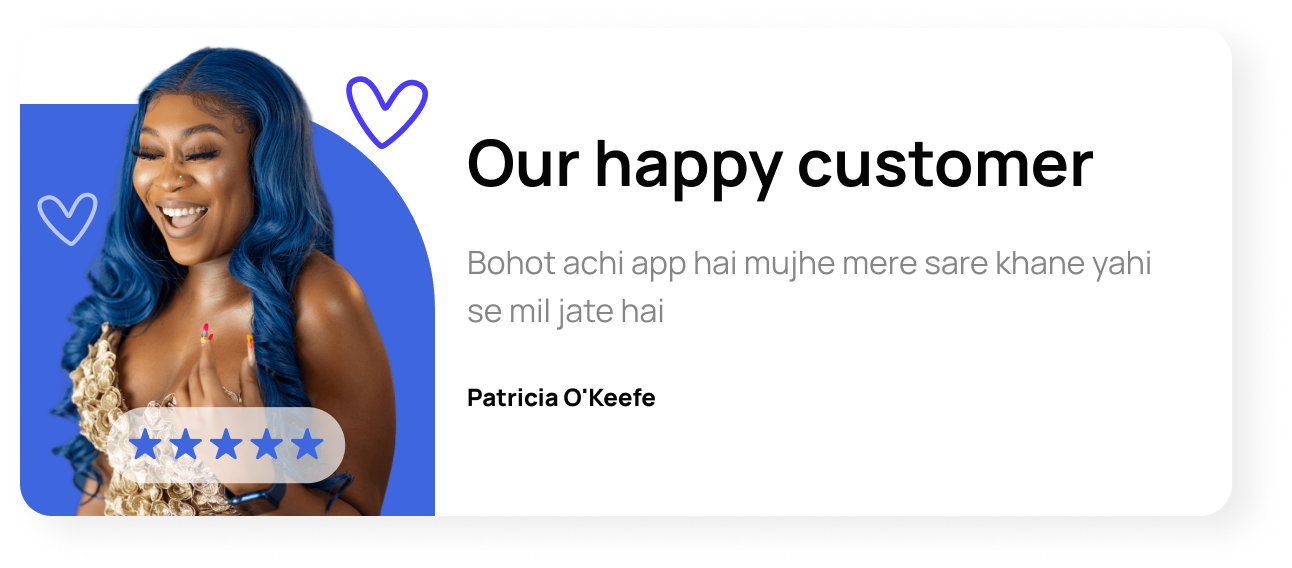 Our happy customer
Bohot achi app hai mujhe mere sare khane yahi
se mil jate hai
Patricia O'Keefe